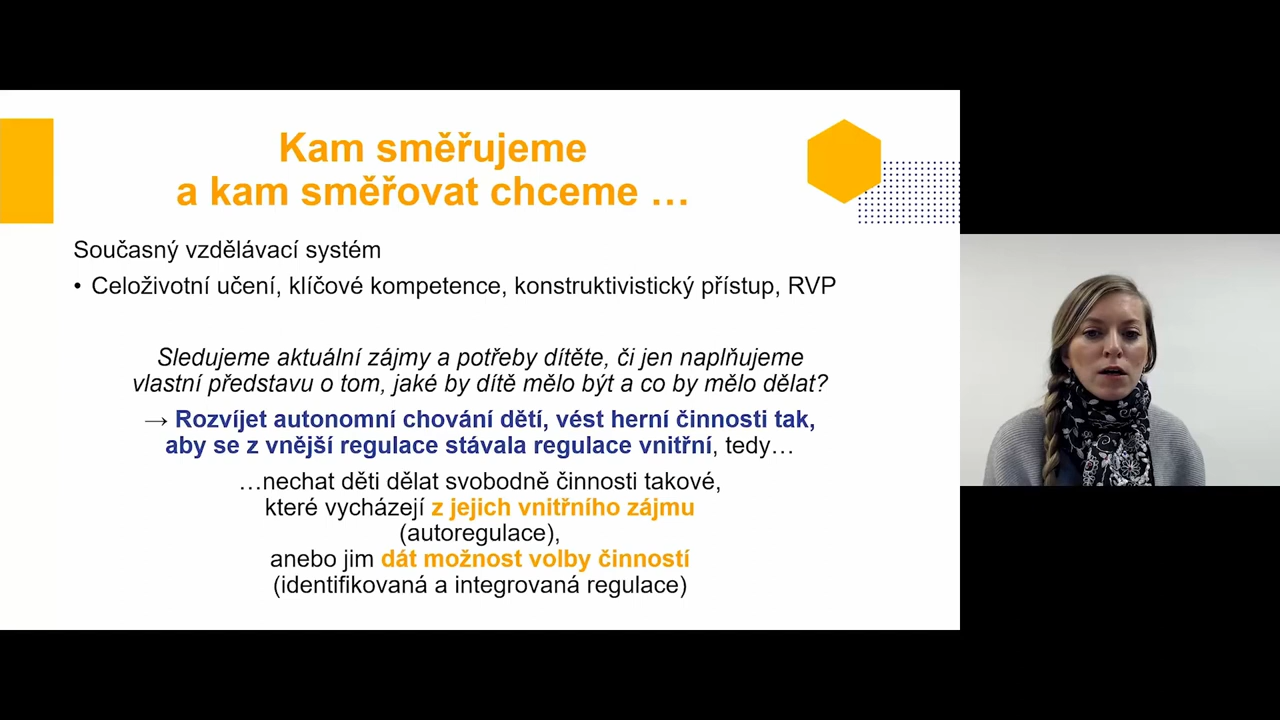 Kam směřujeme
a kam směřovat chceme …
Současný vzdělávací systém
• Celoživotní učení, klíčové kompetence, konstruktivistický přístup, RVP
Sledujeme aktuální zájmy a potřeby dítěte, či jen naplňujeme
vlastní představu o tom, jaké by dítě mělo být a co by mělo dělat?
→ Rozvíjet autonomní chování dětí, vést herní činnosti tak,
aby se z vnější regulace stávala regulace vnitřní, tedy…
…nechat děti dělat svobodně činnosti takové,
které vycházejí z jejich vnitřního zájmu
(autoregulace),
anebo jim dát možnost volby činností
(identifikovaná a integrovaná regulace)